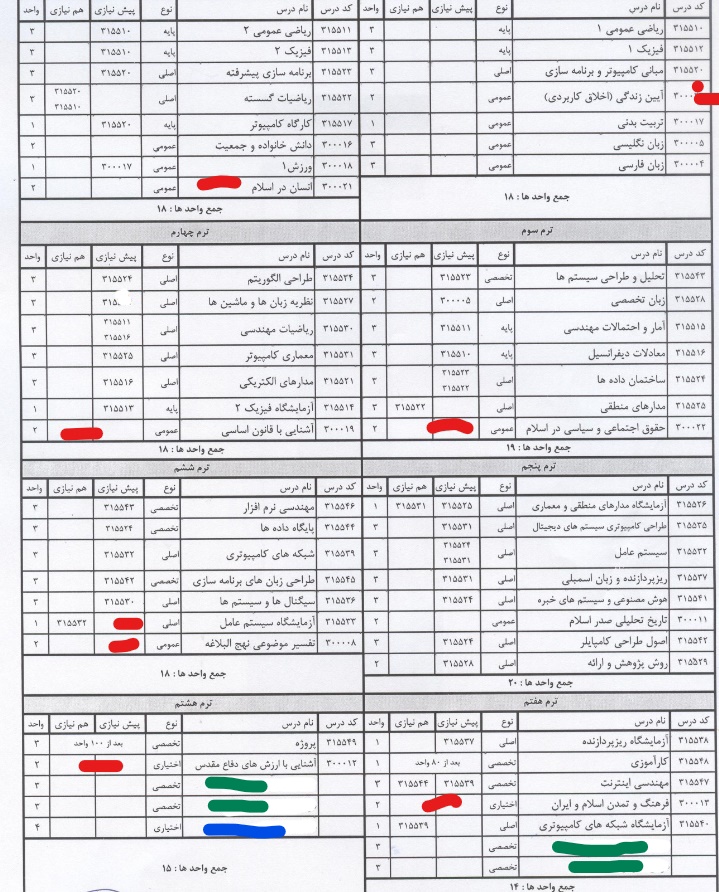 کد درس نام درس نوع پیش نیازی هم نیازی واحد
۳۱۵۵۱۰ ریاضی عمومی ۱ پایه ۳
۳۱۵۵۱۲ فیزیک ۱ پایه ۳
۳۱۵۵۲۰ مبانی کامپیوتر و برنامه سازی اصلی ۳
آیین زندگی (اخلاق کاربردی) عمومی ۲
۳۰۰۰۱۷ تربیت بدنی عمومی ۱
۳۰۰۰۰۵ زبان نگلیسی عمومی ۳
۳۰۰۰۰۴ زبان فارسی عمومی ۳
جمع واحد ها : ۱۸
کد درس نام درس نوع پیش نیازی هم نیازی واحد
۳۱۵۵۱۱ ریاضی عمومی ۲ پایه ۳۱۵۵۱۰ ۳
۳۱۵۵۱۳ فیزیک ۲ پایه ۳۱۵۵۱۰ ۳
۳۱۵۵۲۳ برنامه سازی پیشرفته اصلی ۳۱۵۵۲۰ ۳
۳۱۵۵۲۲ ریاضیات گسسته اصلی ۳۱۵۵۲۰ ۳۱۵۵۱۰ ۳
۳۱۵۵۱۷ کارگاه کامپیوتر پایه ۳۱۵۵۲۰ ۱
۳۰۰۰۱۶ دانش خانواده و جمعیت عمومی ۲
۳۰۰۰۱۸ ورزش۱ عمومی ۳۰۰۰۱۷ ۱
۳۰۰۰۲۱ انسان در اسلام عمومی ۲
جمع واحد ها : ۱۸
ترم سوم
کد درس نام درس نوع پیش نیازی هم نیازی واحد
۳۱۵۵۴۳ تحلیل و طراحی سیستم ها تخصصی ۳۱۵۵۲۳ ۳
۳۱۵۵۲۸ زبان تخصصی اصلی ۳۰۰۰۰۵ ۲
۳۱۵۵۱۵ آمار و احتمالات مهندسی پایه ۳۱۵۵۱۱ ۳
۳۱۵۵۱۶ معادلات دیفرانسیل پایه ۳۱۵۵۱۰ ۳
۳۱۵۵۲۴ ساختمان داده ها اصلی ۳۱۵۵۲۳ ۳۱۵۵۲۲ ۳
۳۱۵۵۲۵ مدارهای منطقی اصلی ۳۱۵۵۲۲ ۳
۳۰۰۰۲۲ حقوق اجتماعی و سیاسی در اسلام عمومی ۲
جمع واحد ها : ۱۹
ترم چهارم
کد درس نام درس نوع پیش نیازی هم نیازی واحد
۳۱۵۵۳۴ طراحی الگوریتم اصلی ۳۱۵۵۲۴ ۳
۳۱۵۵۲۷ نظریه زبان ها و ماشین ها اصلی ۳
۳۱۵۵۳۰ ریاضیات مهندسی اصلی ۳۱۵۵۱۱ ۳۱۵۵۱۶ ۳
۳۱۵۵۳۱ معماری کامپیوتر اصلی ۳۱۵۵۲۵ ۳
۳۱۵۵۲۱ مدارهای الکتریکی اصلی ۳۱۵۵۱۶ ۳
۳۱۵۵۱۴ آزمایشگاه فیزیک ۲ پایه ۳۱۵۵۱۳ ۱
۳۰۰۰۱۹ آشنایی با قانون اساسی عمومی ۲
جمع واحد ها : ۱۸
ترم پنجم
کد درس نام درس نوع پیش نیازی هم نیازی واحد
۳۱۵۵۲۶ آزمایشگاه مدارهای منطقی و معماری اصلی ۳۱۵۵۲۵ ۳۱۵۵۳۱ ۱
۳۱۵۵۳۵ طراحی کامپیوتری سیستم های دیجیتال اصلی ۳۱۵۵۳۱ ۳
۳۱۵۵۳۲ سیستم عامل اصلی ۳۱۵۵۲۴ ۳۱۵۵۳۱ ۳
۳۱۵۵۳۷ ریزپردازنده و زبان اسمبلی اصلی ۳۱۵۵۳۱ ۳
۳۱۵۵۴۱ هوش مصنوعی و سیستم های خبره اصلی ۳۱۵۵۲۴ ۳
۳۰۰۰۱۱ تاریخ تحلیلی صدر اسلام عمومی ۲
۳۱۵۵۴۲ اصول طراحی کامپایلر اصلی ۳۱۵۵۲۴ ۳
۳۱۵۵۲۹ روش پژوهش و ارائه اصلی ۳۱۵۵۲۸ ۲
جمع واحد ها : ۲۰
ترم ششم
کد درس نام درس نوع پیش نیازی هم نیازی واحد
۳۱۵۵۴۶ مهندسی نرم افزار تخصصی ۳۱۵۵۴۳ ۳
۳۱۵۵۴۴ پایگاه داده ها تخصصی ۳۱۵۵۲۴ ۳
۳۱۵۵۳۹ شبکه های کامپیوتری اصلی ۳۱۵۵۳۲ ۳
۳۱۵۵۴۵ طراحی زبان های برنامه سازی تخصصی ۳۱۵۵۴۲ ۳
۳۱۵۵۳۶ سیگنال ها و سیستم ها اصلی ۳۱۵۵۳۰ ۳
۳۱۵۵۳۳ آزمایشگاه سیستم عامل اصلی ۳۱۵۵۳۲ ۱
۳۰۰۰۰۸ تفسیر موضوعی نهج البلاغه عمومی ۲
جمع واحد ها : ۱۸
ترم هفتم
کد درس نام درس نوع پیش نیازی هم نیازی واحد
۳۱۵۵۳۸ آزمایشگاه ریزپردازنده اصلی ۳۱۵۵۳۷ ۱
۳۱۵۵۴۸ کارآموزی تخصصی بعد از ۸۰ واحد ۱
۳۱۵۵۴۷ مهندسی اینترنت تخصصی ۳۱۵۵۳۹ ۳۱۵۵۴۴ ۳
۳۰۰۰۱۳ فرهنگ و تمدن اسلام و ایران اختیاری ۲
۳۱۵۵۴۰ آزمایشگاه شبکه های کامپیوتری اصلی ۳۱۵۵۳۹ ۱
تخصصی ۳
تخصصی ۳
جمع واحد ها : ۱۴
ترم هشتم
کد درس نام درس نوع پیش نیازی هم نیازی واحد
۳۱۵۵۴۹ پروژه تخصصی بعد از ۱۰۰ واحد ۳
۳۰۰۰۱۲ آشنایی با ارزش های دفاع مقدس اختیاری ۲
تخصصی ۳
تخصصی ۳
اختیاری ۴
جمع واحد ها : ۱۵